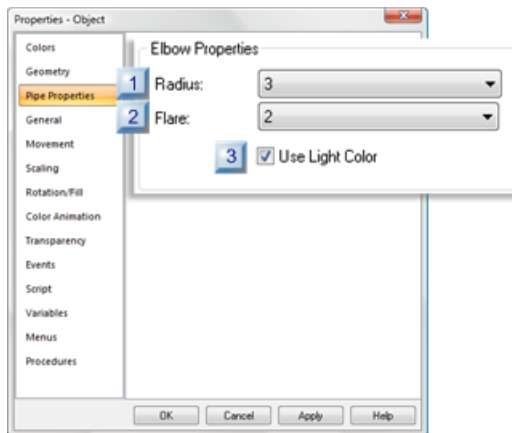 Properties - Object
Colors
Geometry
Pipe Properties
General
Movement
Scaling
Rotation/Fill
Color Animation
Transparency
Events
Script
Variables
Menus
Procedures
Elbow Properties
1 Radius: 3
2 Flare: 2
3 Use Light Color
OK Cancel Apply Help